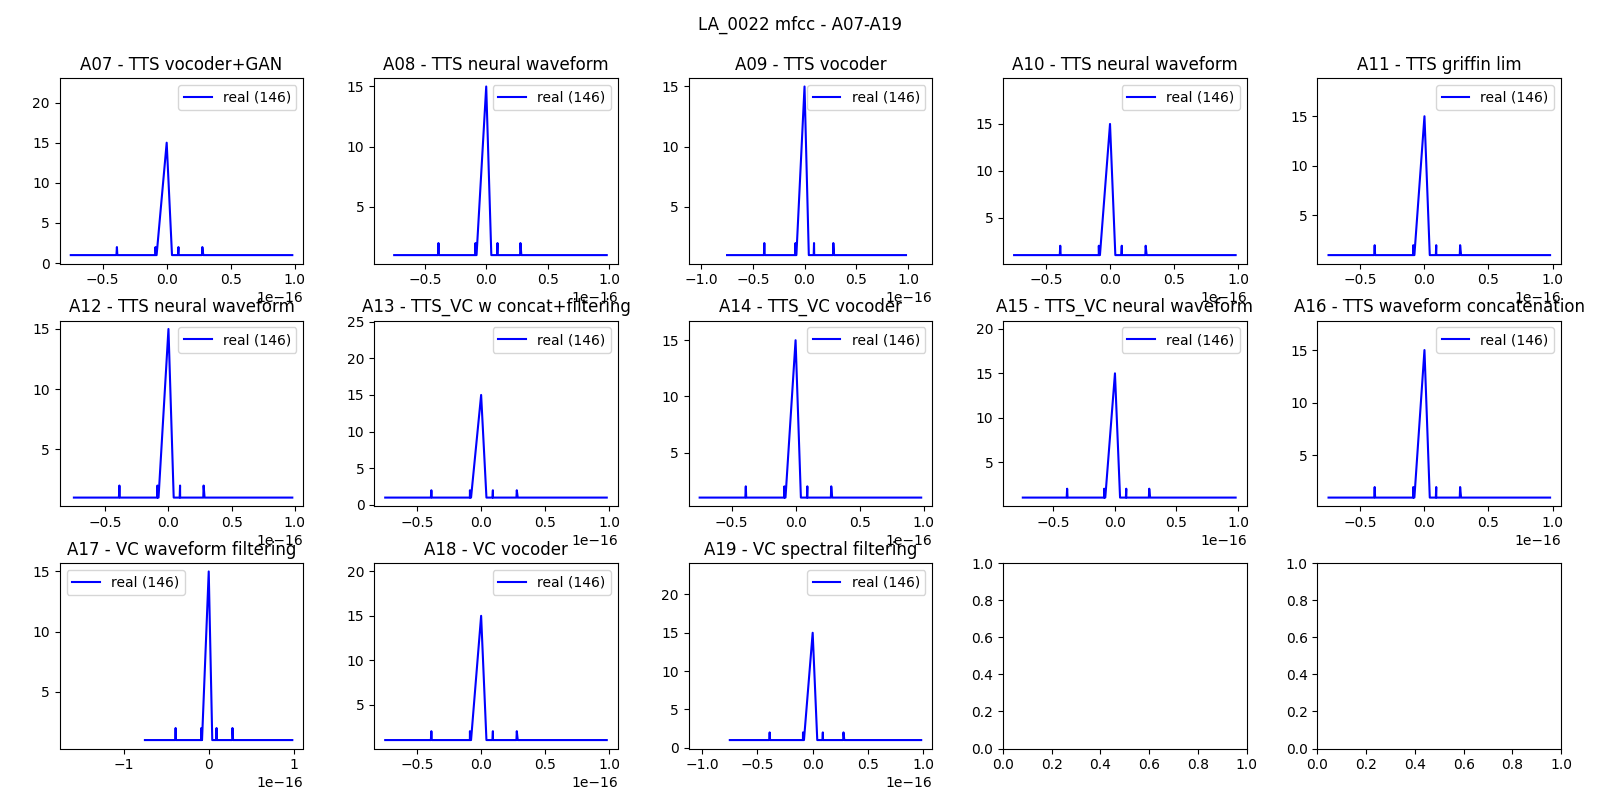 LA_0022 mfcc - A07-A19
A07 - TTS vocoder+GAN
real (146)
0 5 10 15 20
−0.5 0.0 0.5 1.0
1e−16
A08 - TTS neural waveform
real (146)
5 10 15
−0.5 0.0 0.5 1.0
1e−16
A09 - TTS vocoder
real (146)
5 10 15
−1.0 −0.5 0.0 0.5 1.0
1e−16
A10 - TTS neural waveform
real (146)
5 10 15
−0.5 0.0 0.5 1.0
1e−16
A11 - TTS griffin lim
real (146)
5 10 15
−0.5 0.0 0.5 1.0
1e−16
A12 - TTS neural waveform
real (146)
5 10 15
−0.5 0.0 0.5 1.0
1e−16
A13 - TTS_VC w concat+filtering
real (146)
0 5 10 15 20 25
−0.5 0.0 0.5 1.0
1e−16
A14 - TTS_VC vocoder
real (146)
5 10 15
−0.5 0.0 0.5 1.0
1e−16
A15 - TTS_VC neural waveform
real (146)
5 10 15 20
−0.5 0.0 0.5 1.0
1e−16
A16 - TTS waveform concatenation
real (146)
5 10 15
−0.5 0.0 0.5 1.0
1e−16
A17 - VC waveform filtering
real (146)
5 10 15
−1 0 1
1e−16
A18 - VC vocoder
real (146)
5 10 15 20
−0.5 0.0 0.5 1.0
1e−16
A19 - VC spectral filtering
real (146)
0 5 10 15 20
−1.0 −0.5 0.0 0.5 1.0
1e−16
0.0 0.2 0.4 0.6 0.8 1.0
0.0 0.2 0.4 0.6 0.8 1.0
0.0 0.2 0.4 0.6 0.8 1.0
0.0 0.2 0.4 0.6 0.8 1.0